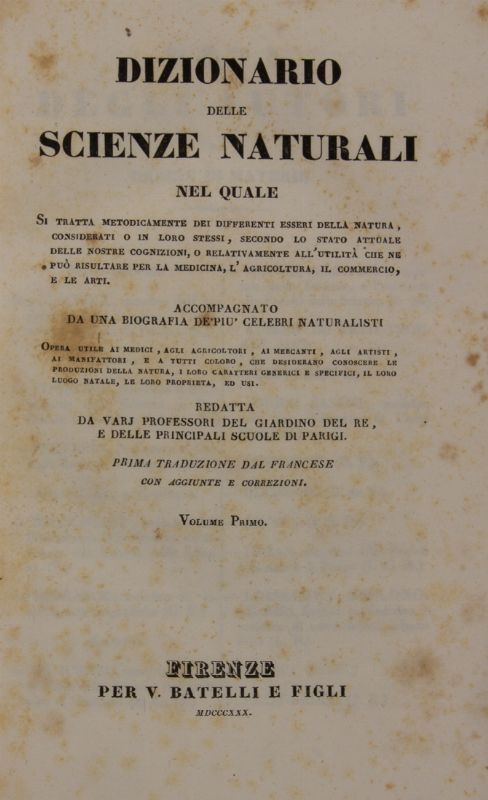 DIZIONARIO
DELLE
SCIENZE NATURALI
NEL QUALE
SI TRATTA METODICAMENTE DEI DIFFERENTI ESSERI DELLA NATURA,
CONSIDERATI O IN LORO STESSI, SECONDO LO STATO ATTUALE
DELLE NOSTRE COGNIZIONI, O RELATIVAMENTE ALL'UTILITÀ CHE NE
PUÒ RISULTARE PER LA MEDICINA, L'AGRICOLTURA, IL COMMERCIO,
E LE ARTI.
ACCOMPAGNATO
DA UNA BIOGRAFIA DE'PIU' CELEBRI NATURALISTI
OPERA UTILE AI MEDICI, AGLI AGRICOLTORI, AI MERCANTI, AGLI ARTISTI,
AI MANIFATTORI, E A TUTTI COLORO, CHE DESIDERANO CONOSCERE LE
PRODUZIONI DELLA NATURA, I LORO CARATTERI GENERICI E SPECIFICI, IL LORO
LUOGO NATALE, LE LORO PROPRIETÀ, ED USI.
REDATTA
DA VARJ PROFESSORI DEL GIARDINO DEL RE,
E DELLE PRINCIPALI SCUOLE DI PARIGI.
PRIMA TRADUZIONE DAL FRANCESE
CON AGGIUNTE E CORREZIONI.
VOLUME PRIMO.
FIRENZE
PER V. BATELLI E FIGLI
MDCCCXXX.